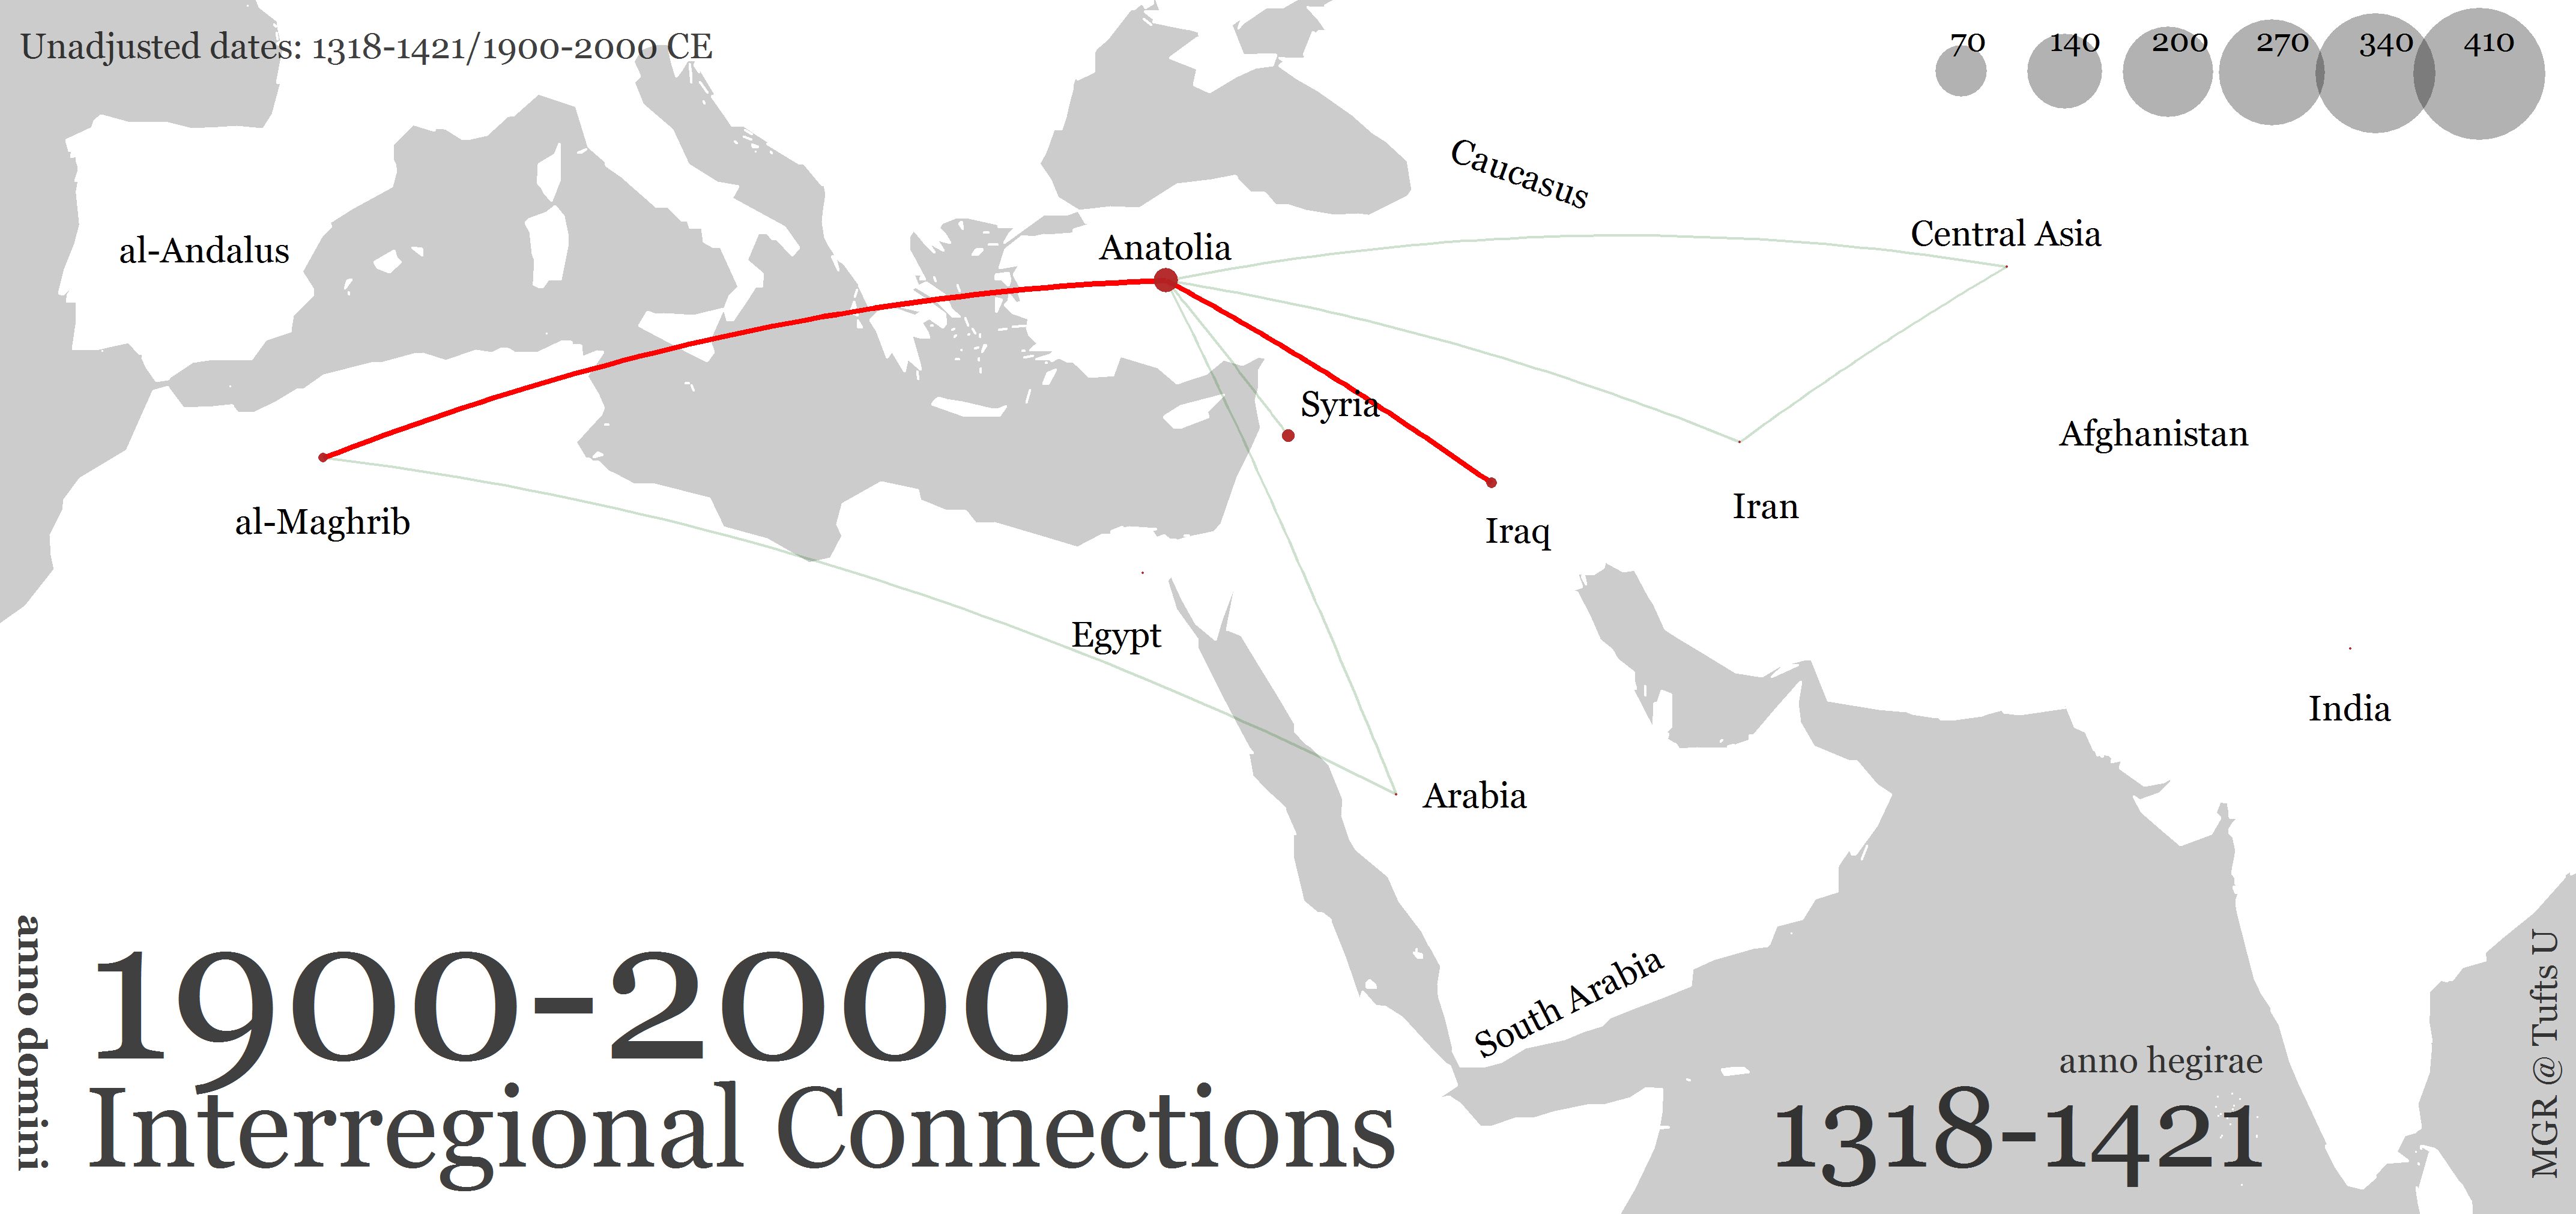 Unadjusted dates: 1318-1421/1900-2000 CE
70 140 200 270 340 410
Caucasus
al-Andalus
Anatolia
Central Asia
Syria
Afghanistan
al-Maghrib
Iraq
Iran
Egypt
India
Arabia
South Arabia
anno domini
1900-2000
Interregional Connections
anno hegirae
1318-1421
MGR @ Tufts U